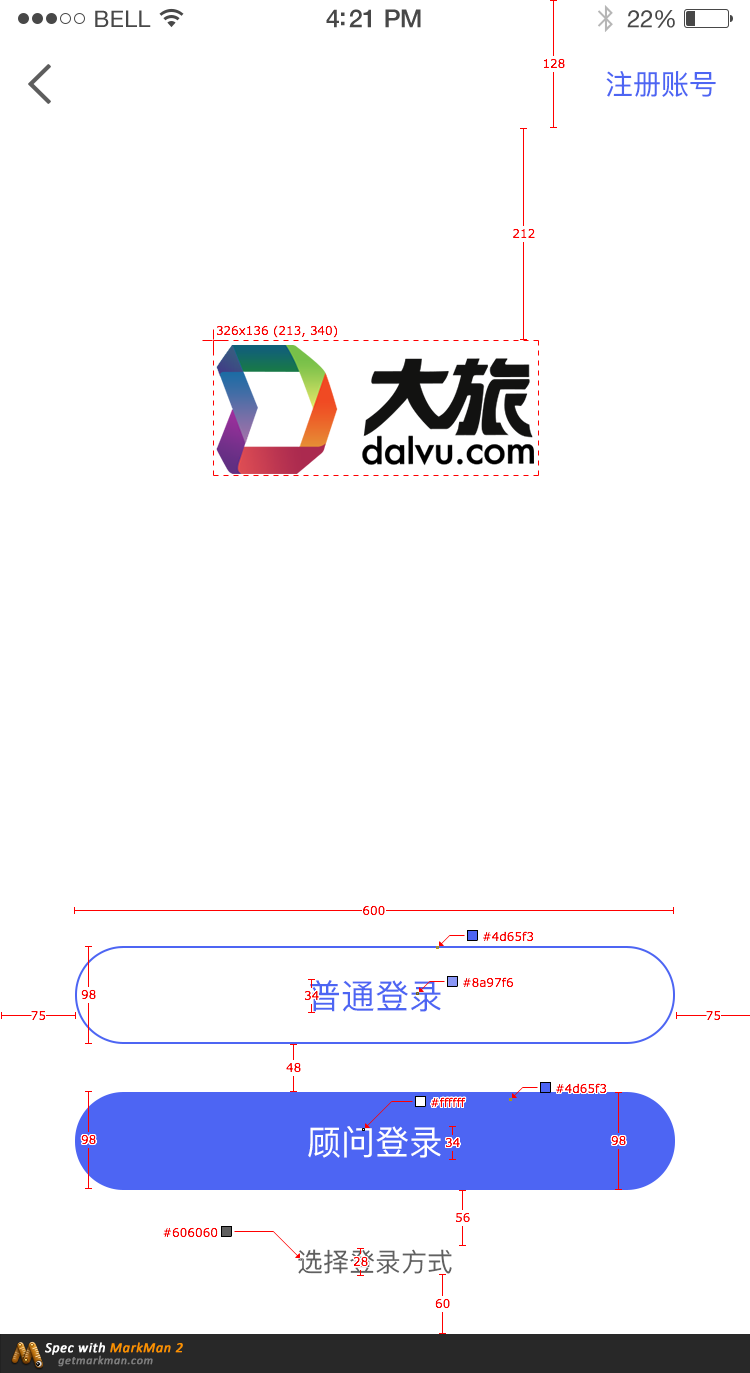 BELL 4:21 PM 22%
128
注册账号
212
326x136 (213, 340)
大旅
dalvu.com
600
#4d65f3
#8a97f6
98
34
普通登录
75
75
48
#4d65f3
#ffffff
98
顾问登录
34
98
56
#606060
选择登录方式
28
60
Spec with MarkMan 2
getmarkman.com